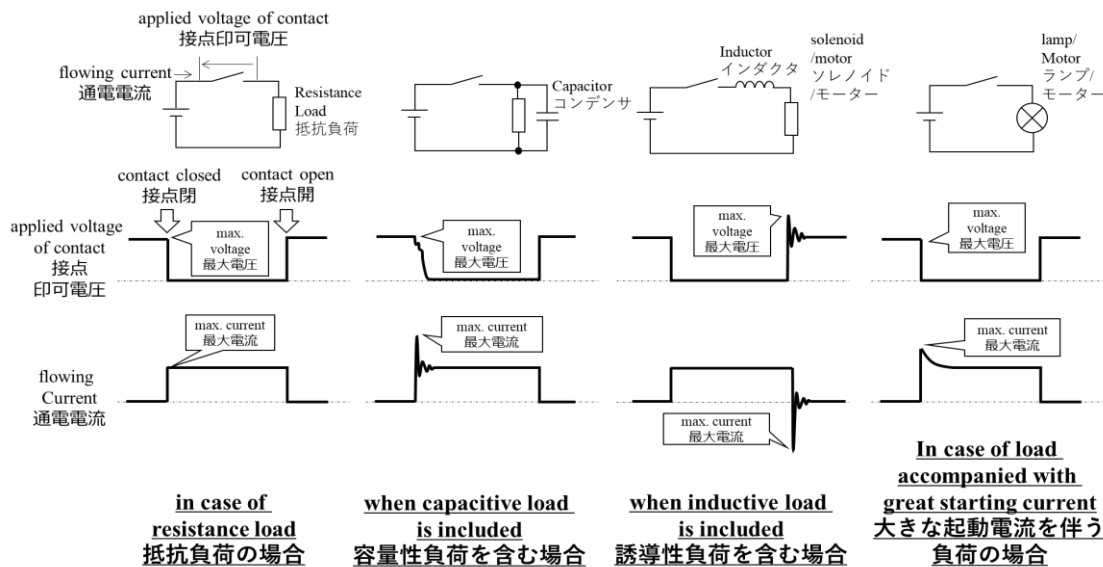 applied voltage of contact
接点印可電圧
flowing current
通電電流
Resistance
Load
抵抗負荷
Capacitor
コンデンサ
Inductor
インダクタ
solenoid
/motor
ソレノイド
/モーター
lamp/
Motor
ランプ/
モーター
contact closed
接点閉
contact open
接点開
applied voltage
of contact
接点
印可電圧
max.
voltage
最大電圧
max.
voltage
最大電圧
max.
voltage
最大電圧
max.
voltage
最大電圧
flowing
Current
通電電流
max. current
最大電流
max. current
最大電流
max. current
最大電流
max. current
最大電流
in case of
resistance load
抵抗負荷の場合
when capacitive load
is included
容量性負荷を含む場合
when inductive load
is included
誘導性負荷を含む場合
In case of load
accompanied with
great starting current
大きな起動電流を伴う
負荷の場合